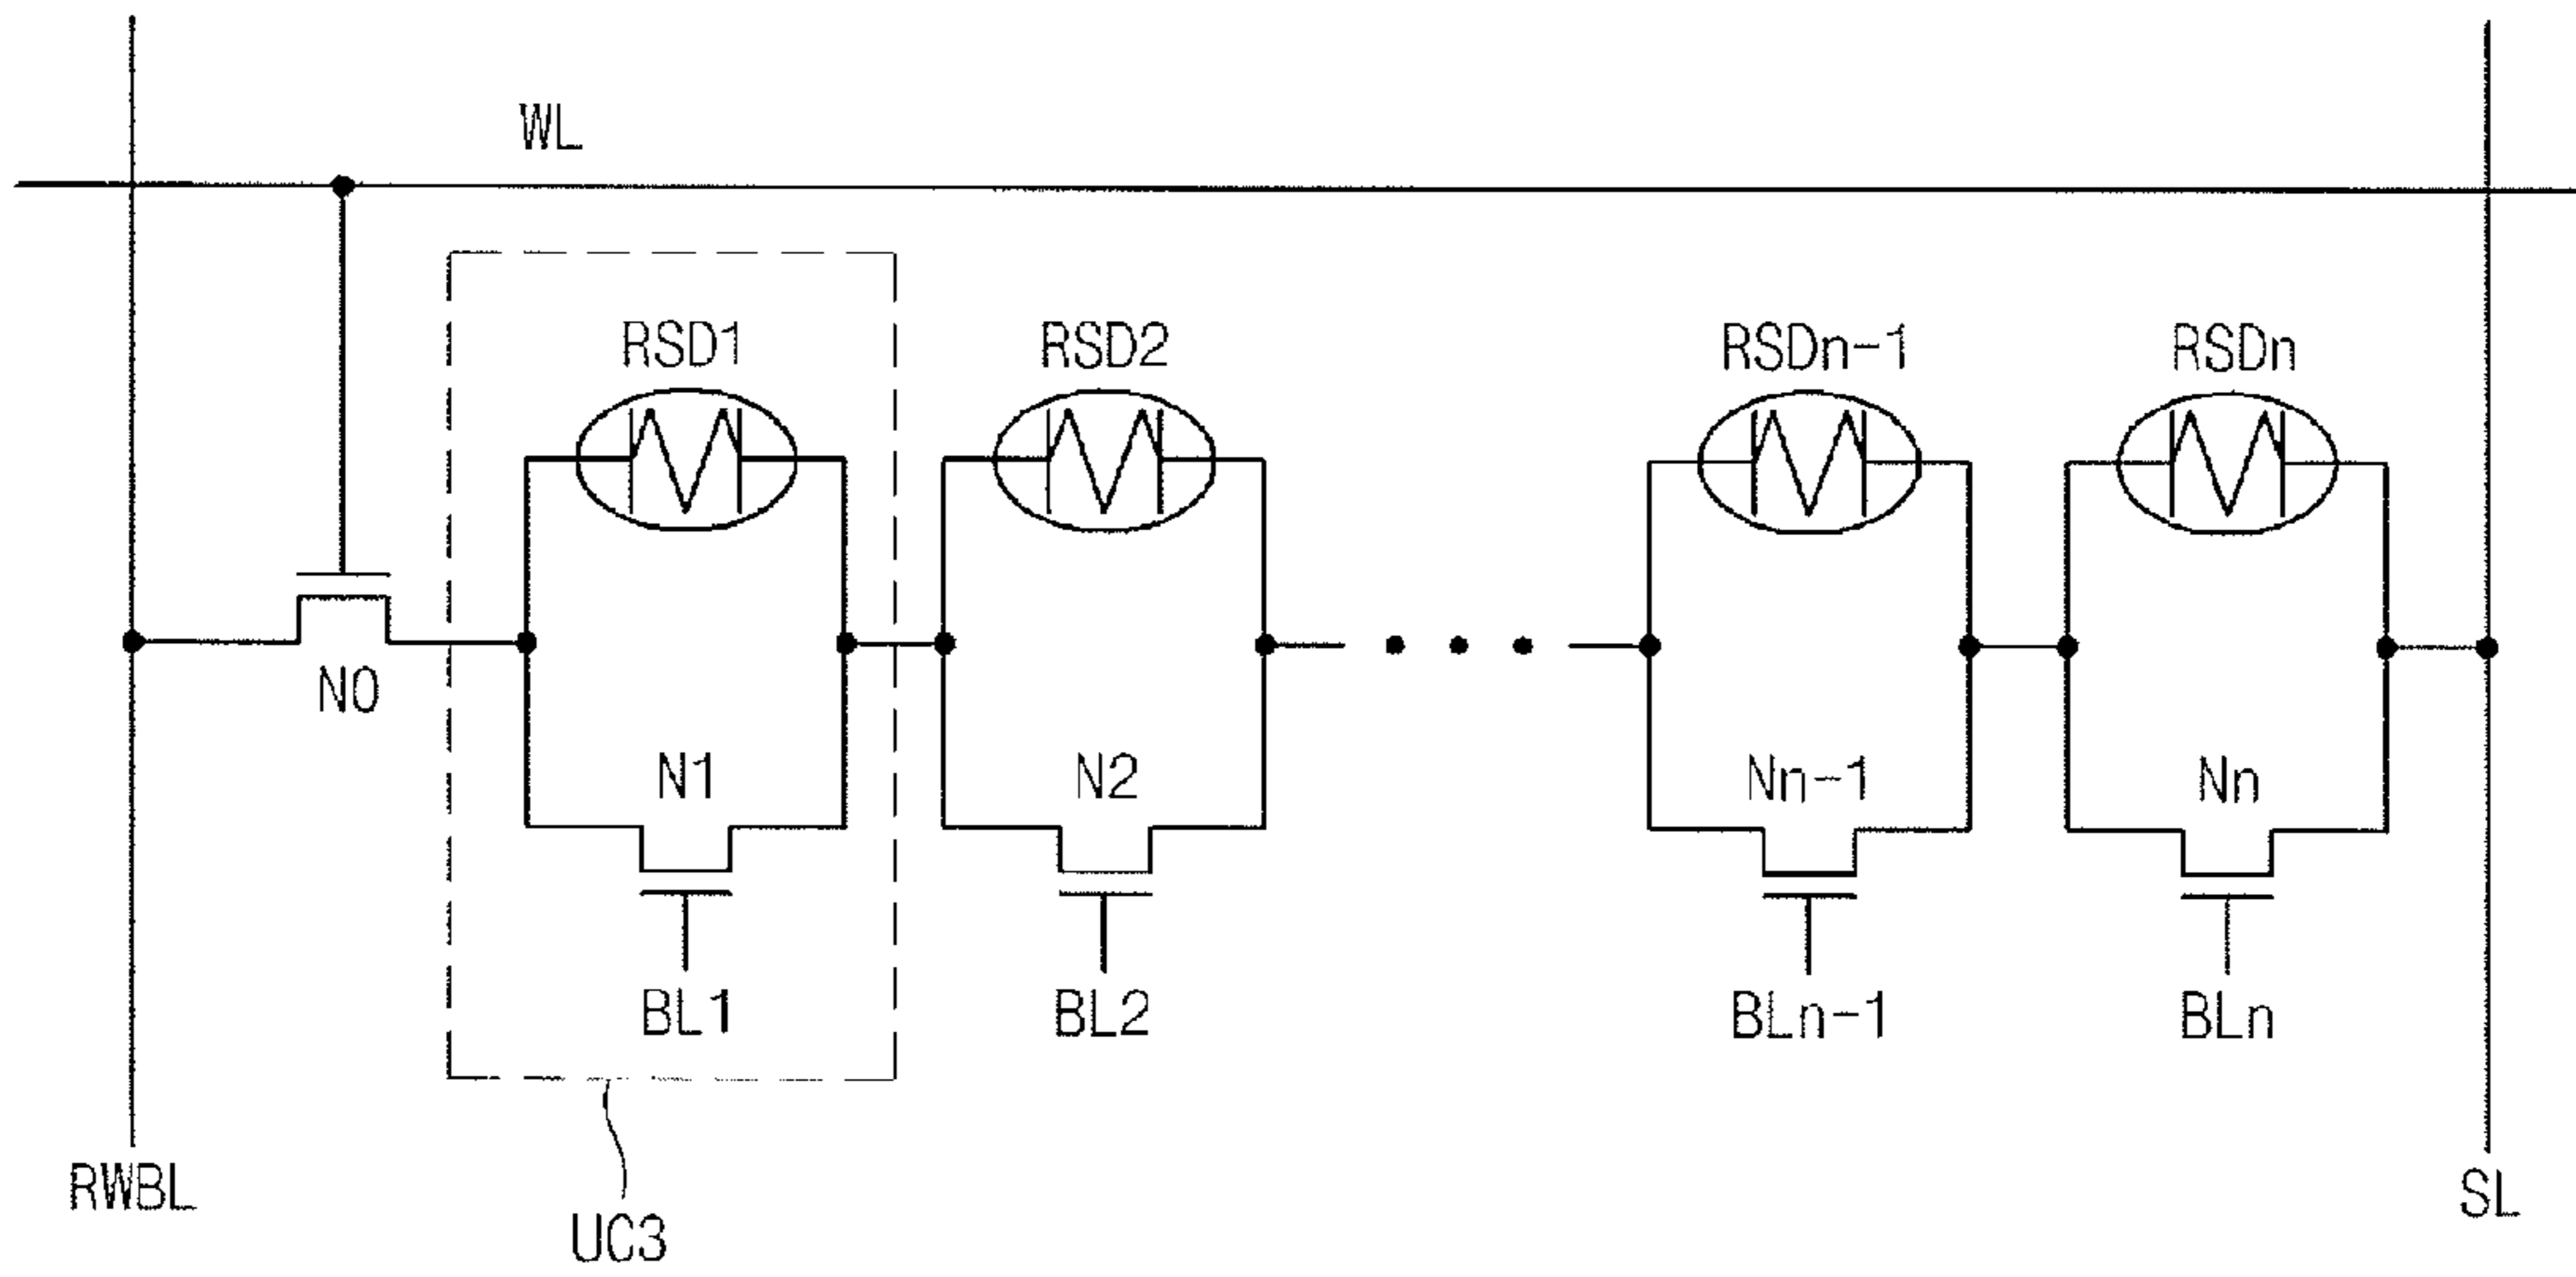 WL
RSD1 RSD2 RSDn-1 RSDn
N0
N1 N2 Nn-1 Nn
BL1 BL2 BLn-1 BLn
RWBL SL
UC3